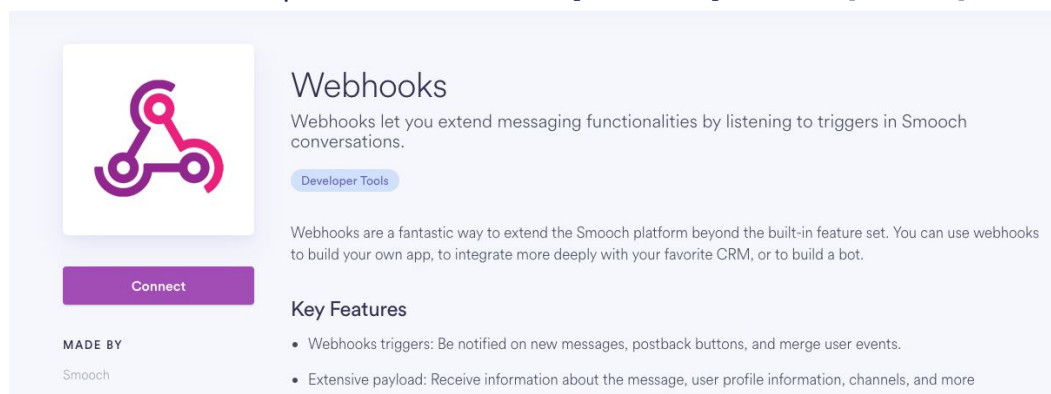 Webhooks
Webhooks let you extend messaging functionalities by listening to triggers in Smooch
conversations.
Developer Tools
Webhooks are a fantastic way to extend the Smooch platform beyond the built-in feature set. You can use webhooks
to build your own app, to integrate more deeply with your favorite CRM, or to build a bot.
Connect
Key Features
MADE BY
• Webhooks triggers: Be notified on new messages, postback buttons, and merge user events.
Smooch
• Extensive payload: Receive information about the message, user profile information, channels, and more